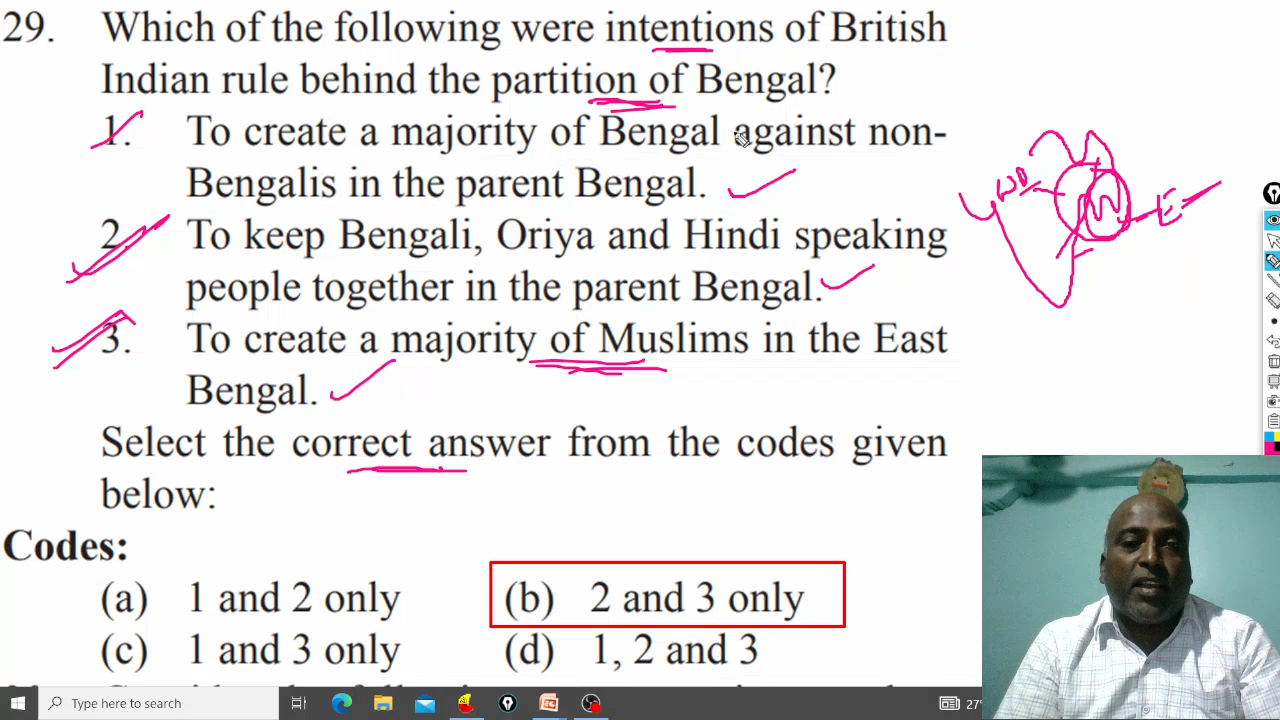 29. Which of the following were intentions of British
Indian rule behind the partition of Bengal?
1. To create a majority of Bengal against non-
Bengalis in the parent Bengal.
2. To keep Bengali, Oriya and Hindi speaking
people together in the parent Bengal.
3. To create a majority of Muslims in the East
Bengal.
Select the correct answer from the codes given
below:
Codes:
(a) 1 and 2 only (b) 2 and 3 only
(c) 1 and 3 only (d) 1, 2 and 3
E
Type here to search
27°